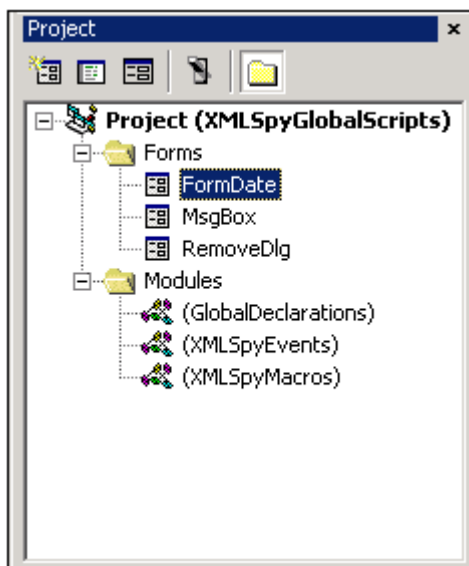 Project
Project (XMLSpyGlobalScripts)
Forms
FormDate
MsgBox
RemoveDlg
Modules
(GlobalDeclarations)
(XMLSpyEvents)
(XMLSpyMacros)